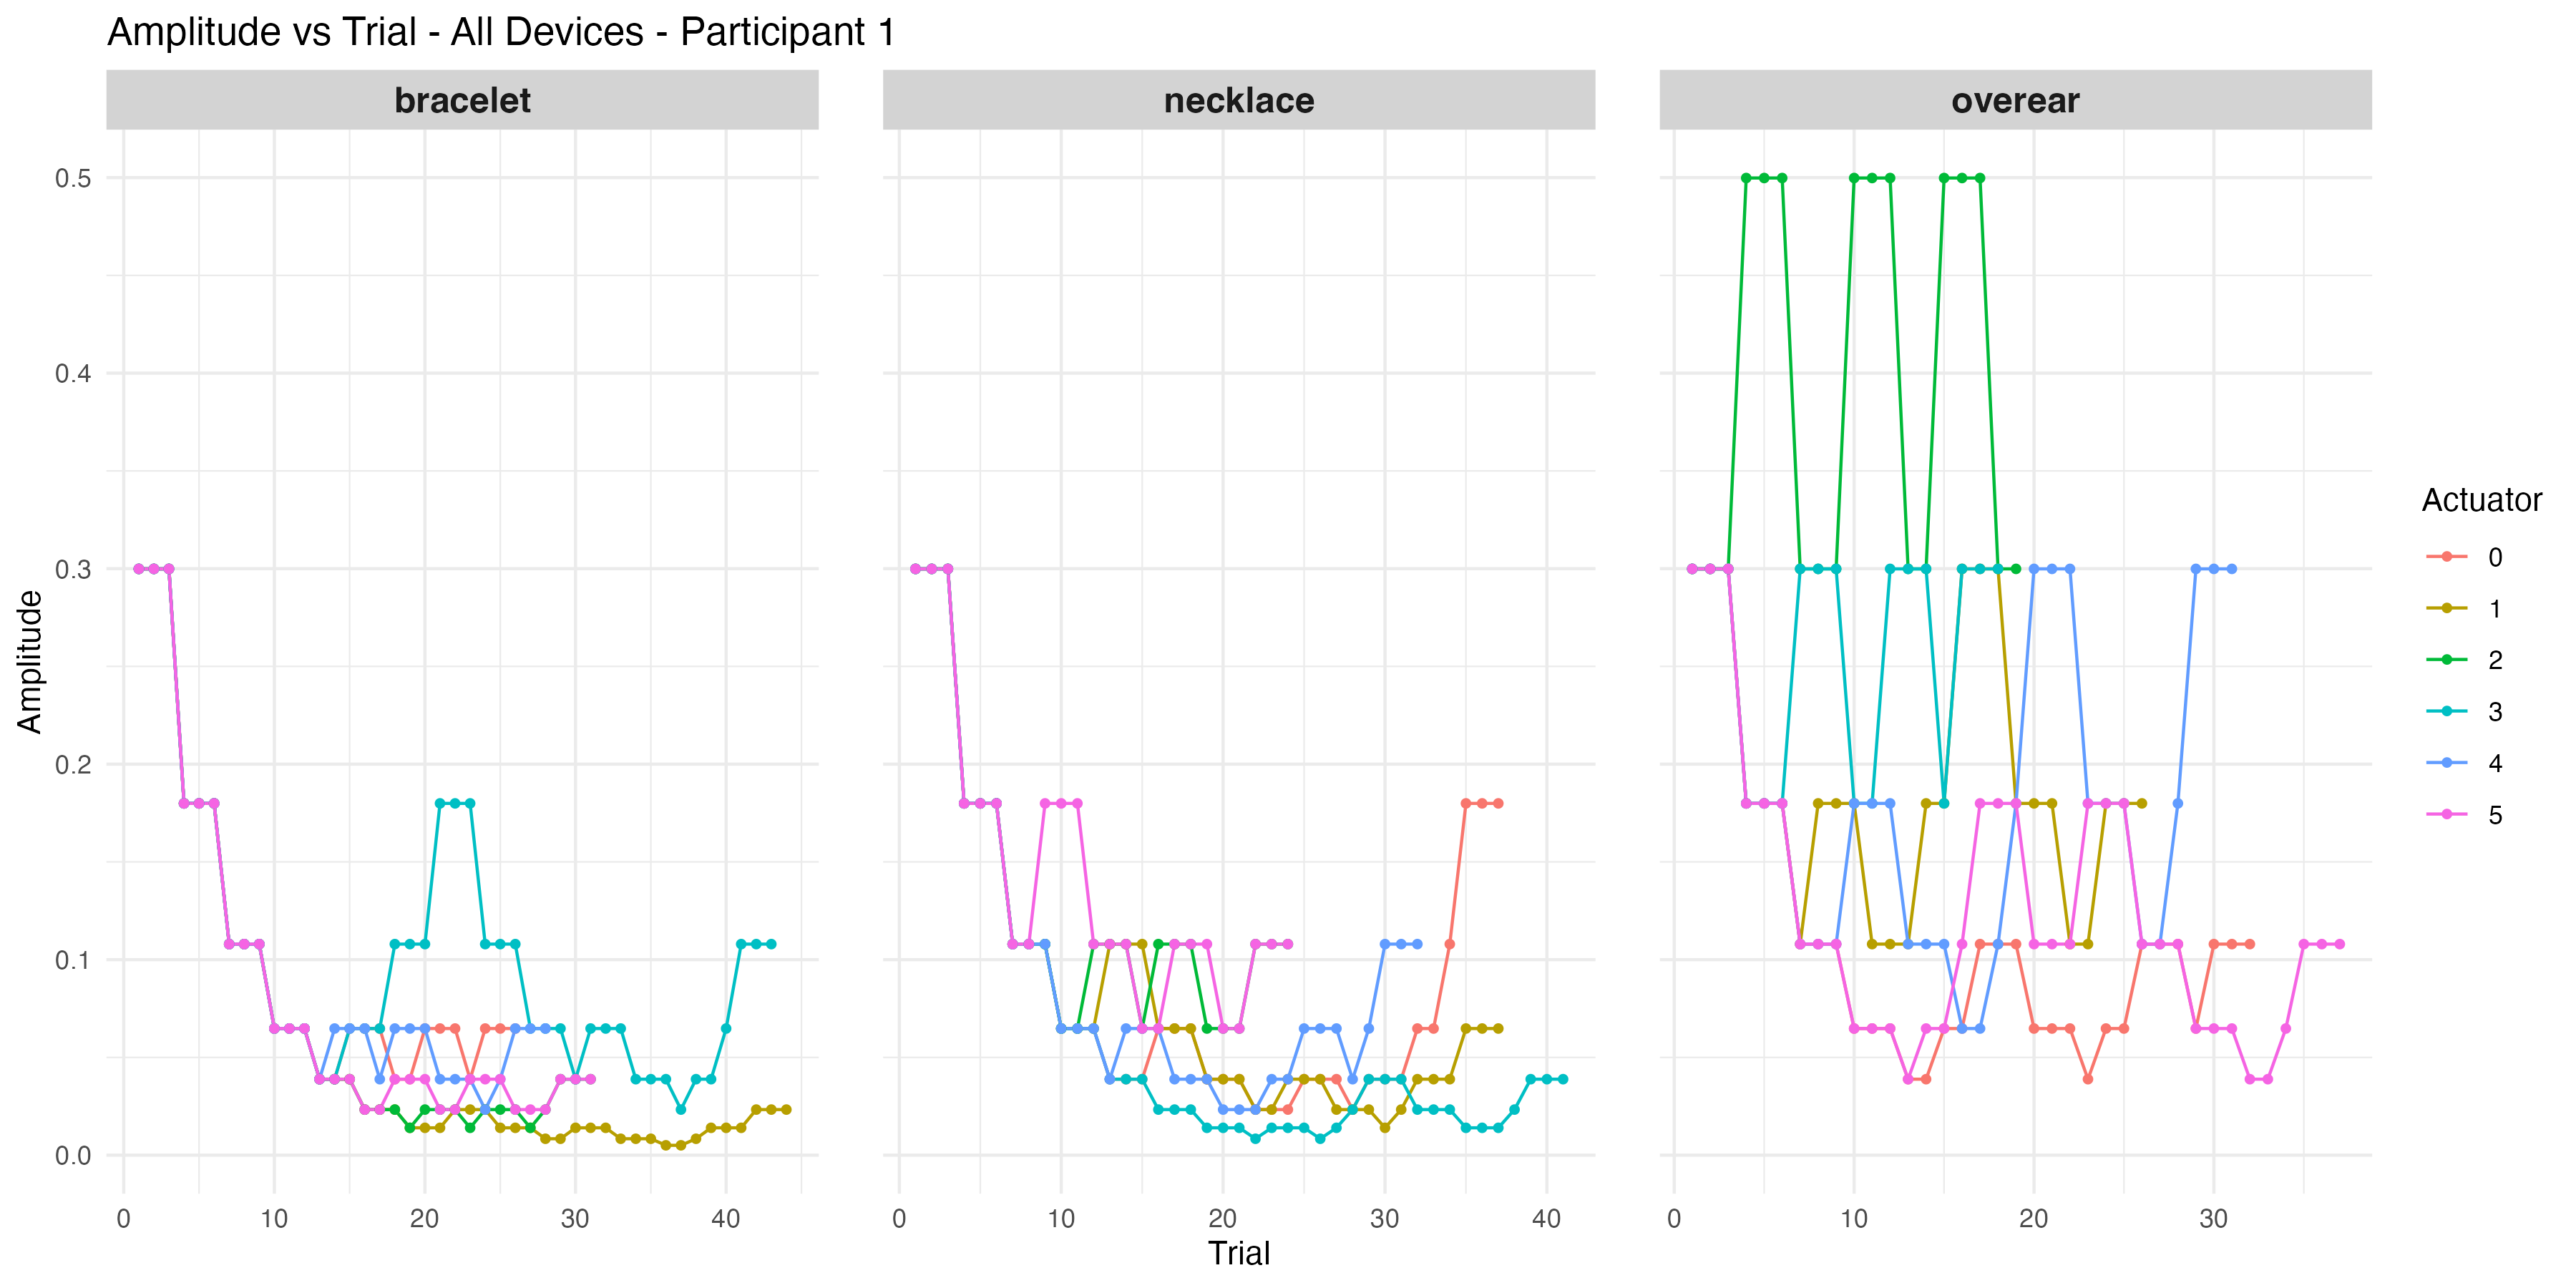 Amplitude vs Trial - All Devices - Participant 1
bracelet
necklace
overear
0.5
0.4
0.3
0.2
0.1
0.0
Amplitude
0 10 20 30 40
0 10 20 30 40
0 10 20 30
Trial
Actuator
0
1
2
3
4
5